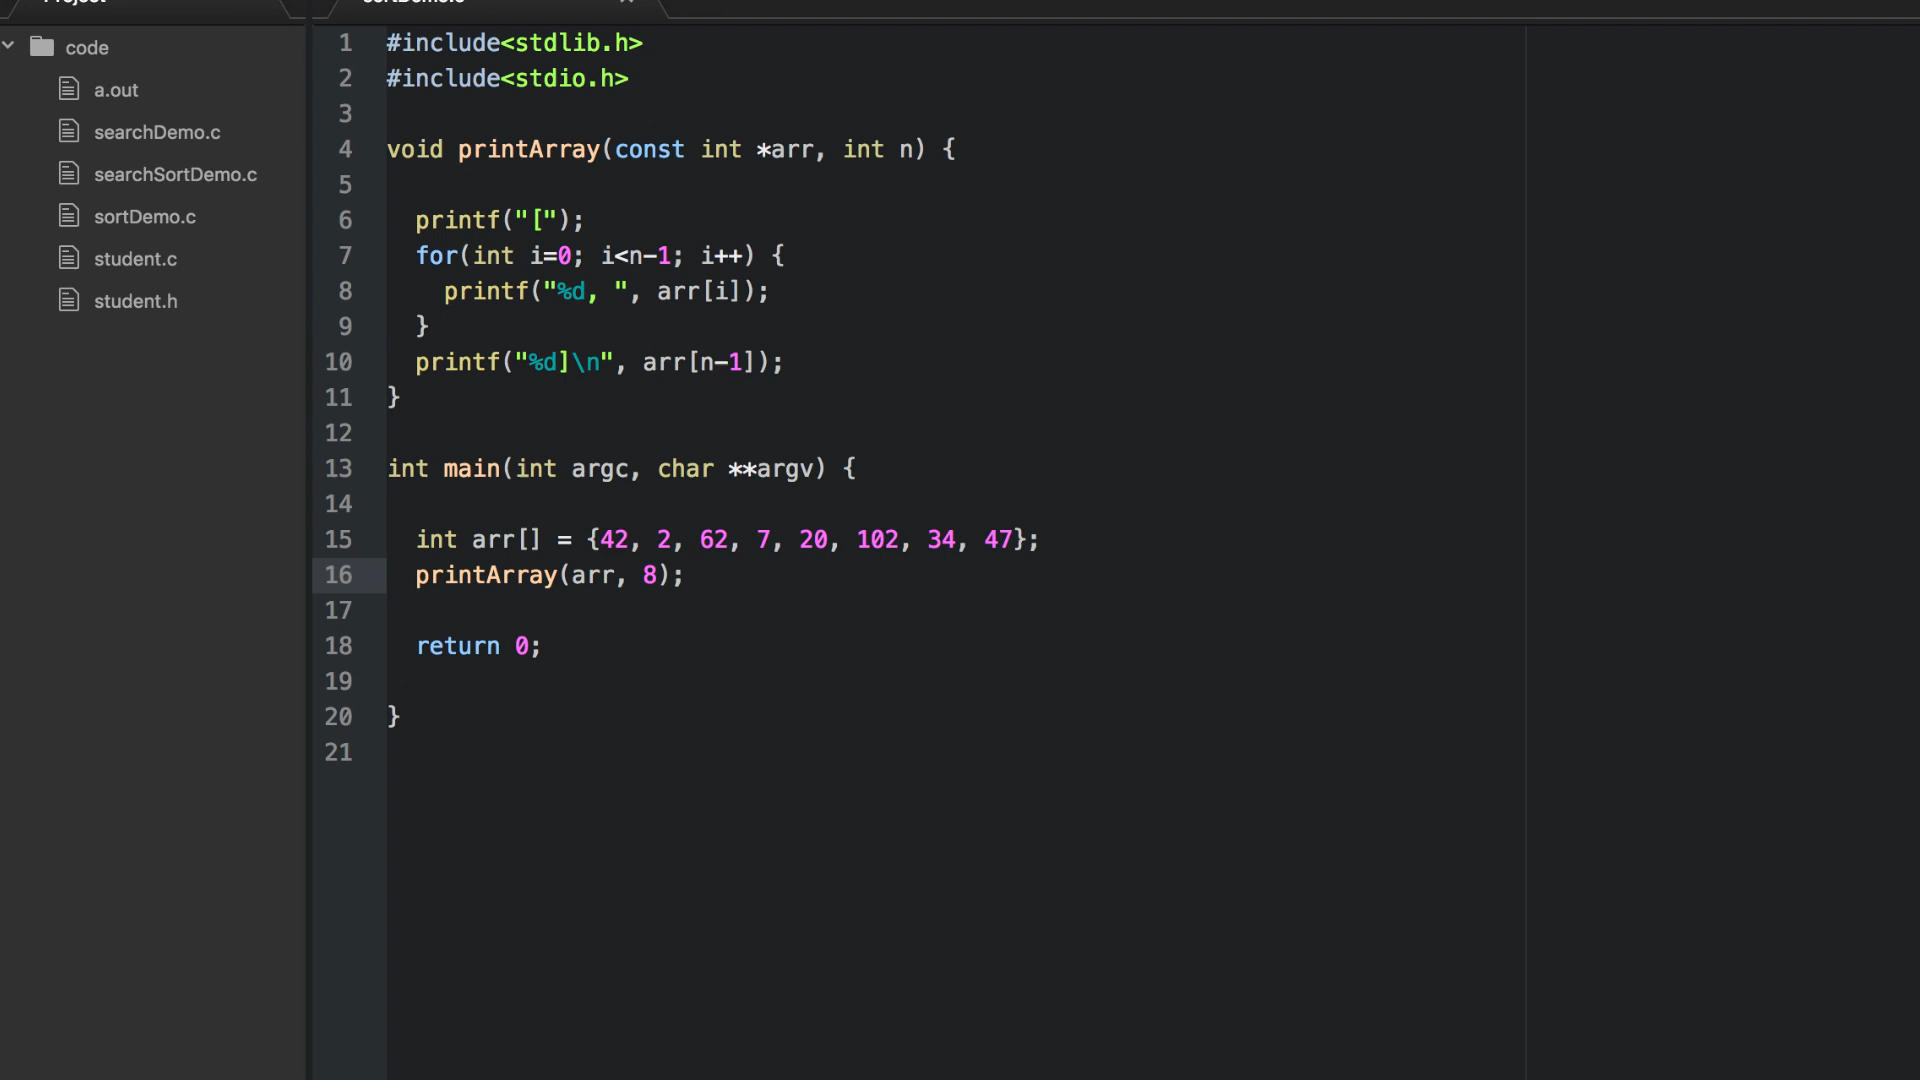 Project
sortDemo.c
code
a.out
searchDemo.c
searchSortDemo.c
sortDemo.c
student.c
student.h
1 #include<stdlib.h>
2 #include<stdio.h>
3
4 void printArray(const int *arr, int n) {
5
6   printf("[");
7   for(int i=0; i<n-1; i++) {
8     printf("%d, ", arr[i]);
9   }
10   printf("%d]\n", arr[n-1]);
11 }
12
13 int main(int argc, char **argv) {
14
15   int arr[] = {42, 2, 62, 7, 20, 102, 34, 47};
16   printArray(arr, 8);
17
18   return 0;
19
20 }
21